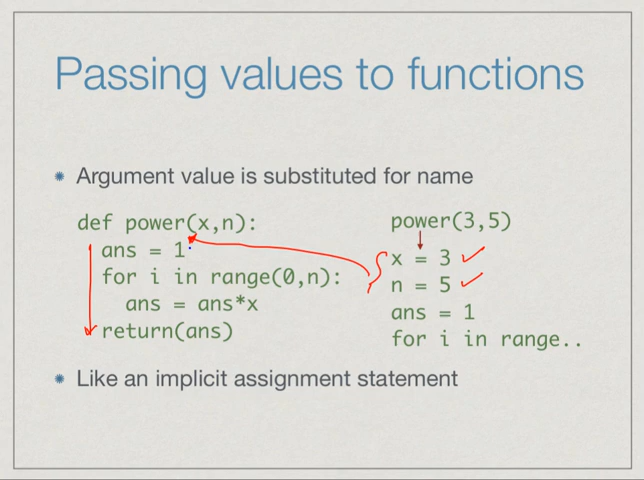 Passing values to functions
Argument value is substituted for name
def power(x,n):
ans = 1
for i in range(0,n):
ans = ans*x
return(ans)
power(3,5)
x = 3
n = 5
ans = 1
for i in range..
Like an implicit assignment statement